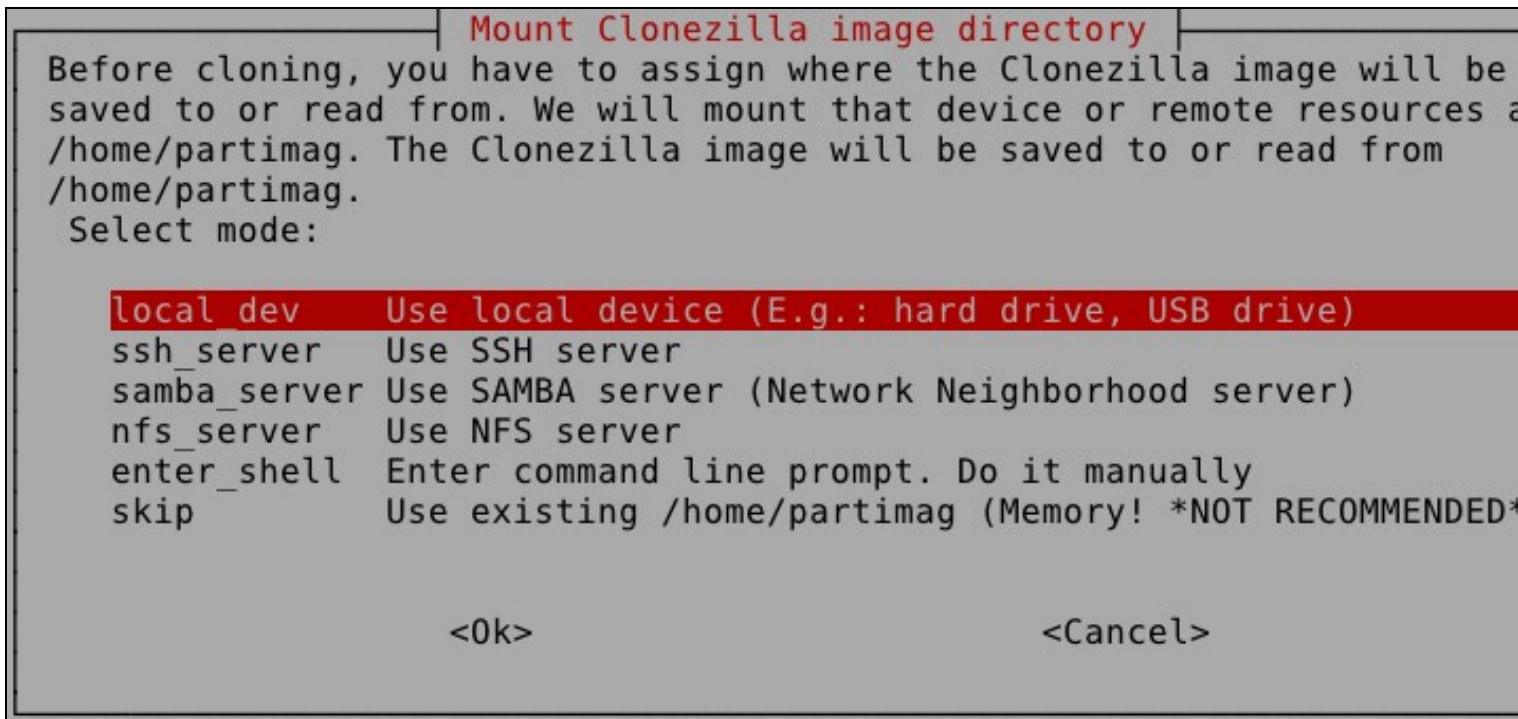 Mount Clonezilla image directory
Before cloning, you have to assign where the Clonezilla image will be
saved to or read from. We will mount that device or remote resources a
/home/partimag. The Clonezilla image will be saved to or read from
/home/partimag.
Select mode:
local_dev Use local device (E.g.: hard drive, USB drive)
ssh_server Use SSH server
samba_server Use SAMBA server (Network Neighborhood server)
nfs_server Use NFS server
enter_shell Enter command line prompt. Do it manually
skip Use existing /home/partimag (Memory! *NOT RECOMMENDED*
<Ok> <Cancel>